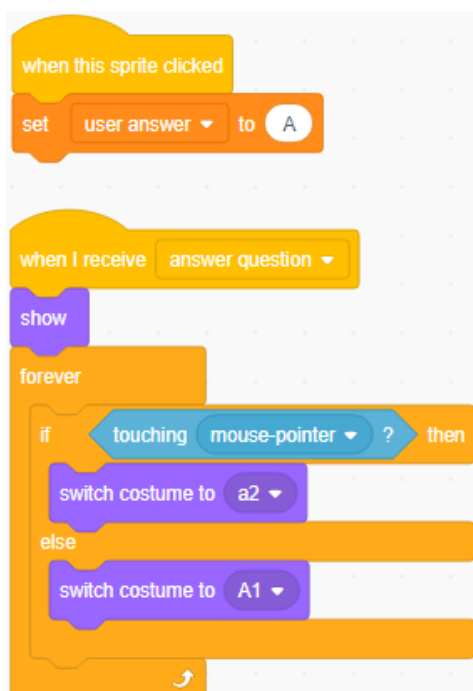 when this sprite clicked
set user answer to A
when I receive answer question
show
forever
if touching mouse-pointer ? then
switch costume to a2
else
switch costume to A1